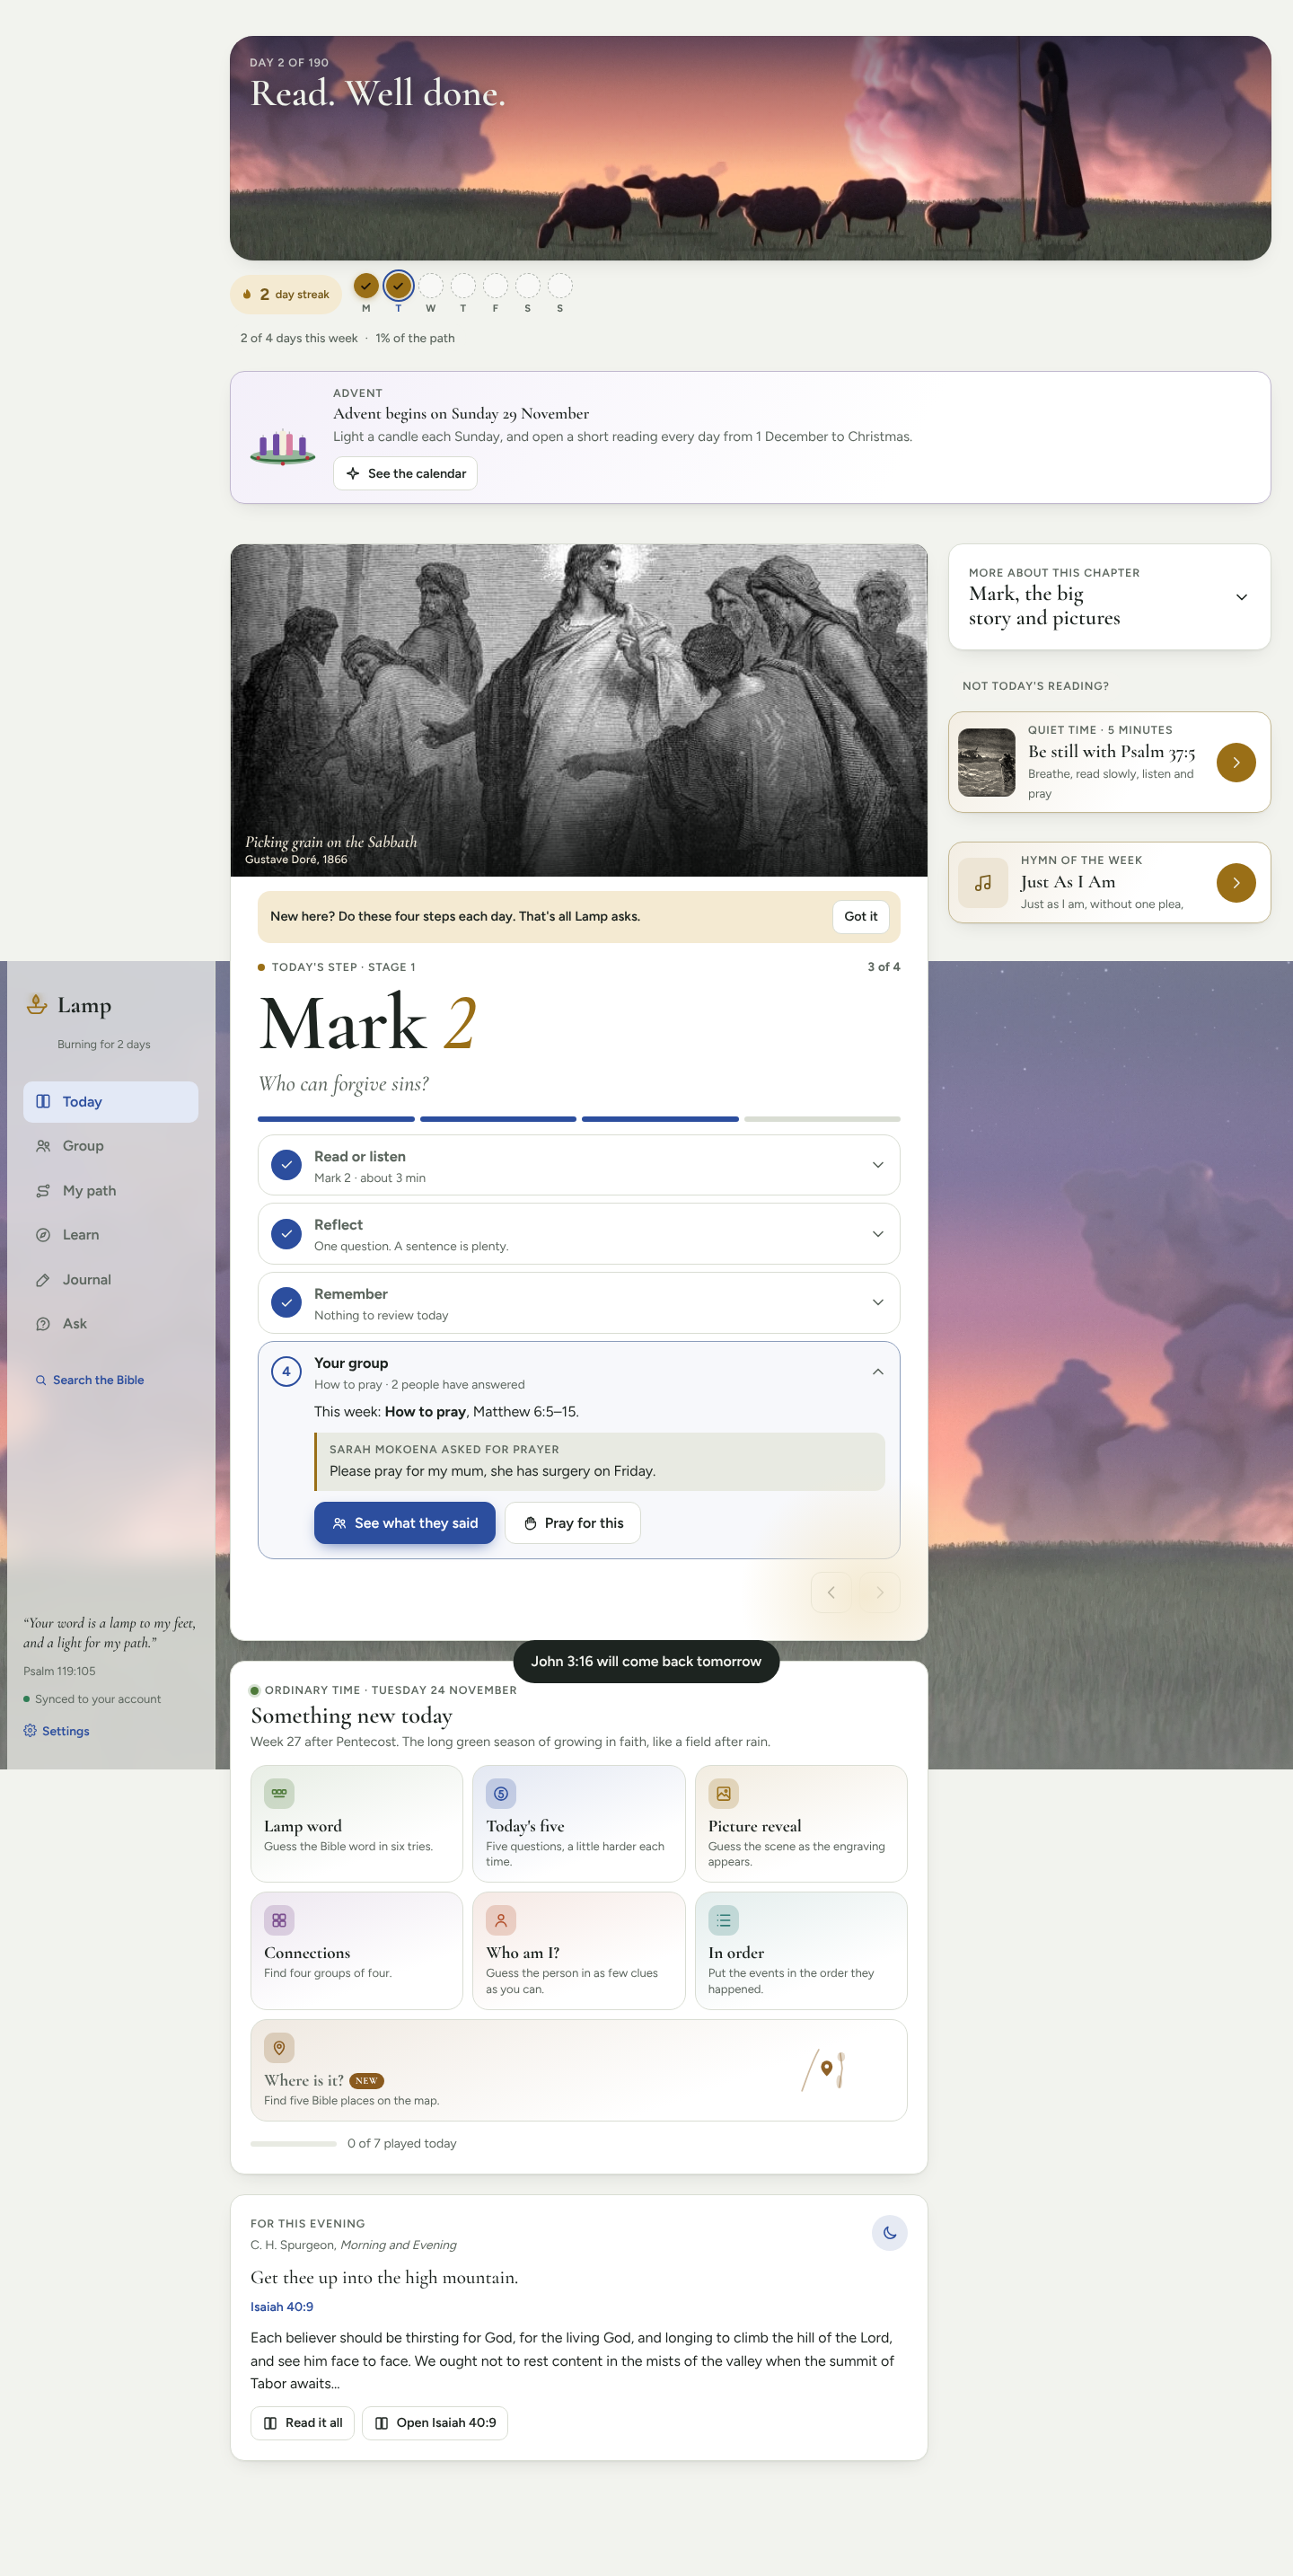 DAY 2 OF 190
Read. Well done.
2 day streak
M T W T F S S
2 of 4 days this week · 1% of the path
ADVENT
Advent begins on Sunday 29 November
Light a candle each Sunday, and open a short reading every day from 1 December to Christmas.
See the calendar
Picking grain on the Sabbath
Gustave Doré, 1866
MORE ABOUT THIS CHAPTER
Mark, the big
story and pictures
NOT TODAY'S READING?
QUIET TIME · 5 MINUTES
Be still with Psalm 37:5
Breathe, read slowly, listen and
pray
HYMN OF THE WEEK
Just As I Am
Just as I am, without one plea,
New here? Do these four steps each day. That's all Lamp asks.
Got it
TODAY'S STEP · STAGE 1
3 of 4
Mark 2
Who can forgive sins?
Read or listen
Mark 2 · about 3 min
Reflect
One question. A sentence is plenty.
Remember
Nothing to review today
4
Your group
How to pray · 2 people have answered
This week: How to pray, Matthew 6:5–15.
SARAH MOKOENA ASKED FOR PRAYER
Please pray for my mum, she has surgery on Friday.
See what they said
Pray for this
Lamp
Burning for 2 days
Today
Group
My path
Learn
Journal
Ask
Search the Bible
“Your word is a lamp to my feet,
and a light for my path.”
Psalm 119:105
Synced to your account
Settings
John 3:16 will come back tomorrow
ORDINARY TIME · TUESDAY 24 NOVEMBER
Something new today
Week 27 after Pentecost. The long green season of growing in faith, like a field after rain.
Lamp word
Guess the Bible word in six tries.
5
Today's five
Five questions, a little harder each
time.
Picture reveal
Guess the scene as the engraving
appears.
Connections
Find four groups of four.
Who am I?
Guess the person in as few clues
as you can.
In order
Put the events in the order they
happened.
Where is it? NEW
Find five Bible places on the map.
0 of 7 played today
FOR THIS EVENING
C. H. Spurgeon, Morning and Evening
Get thee up into the high mountain.
Isaiah 40:9
Each believer should be thirsting for God, for the living God, and longing to climb the hill of the Lord,
and see him face to face. We ought not to rest content in the mists of the valley when the summit of
Tabor awaits...
Read it all
Open Isaiah 40:9